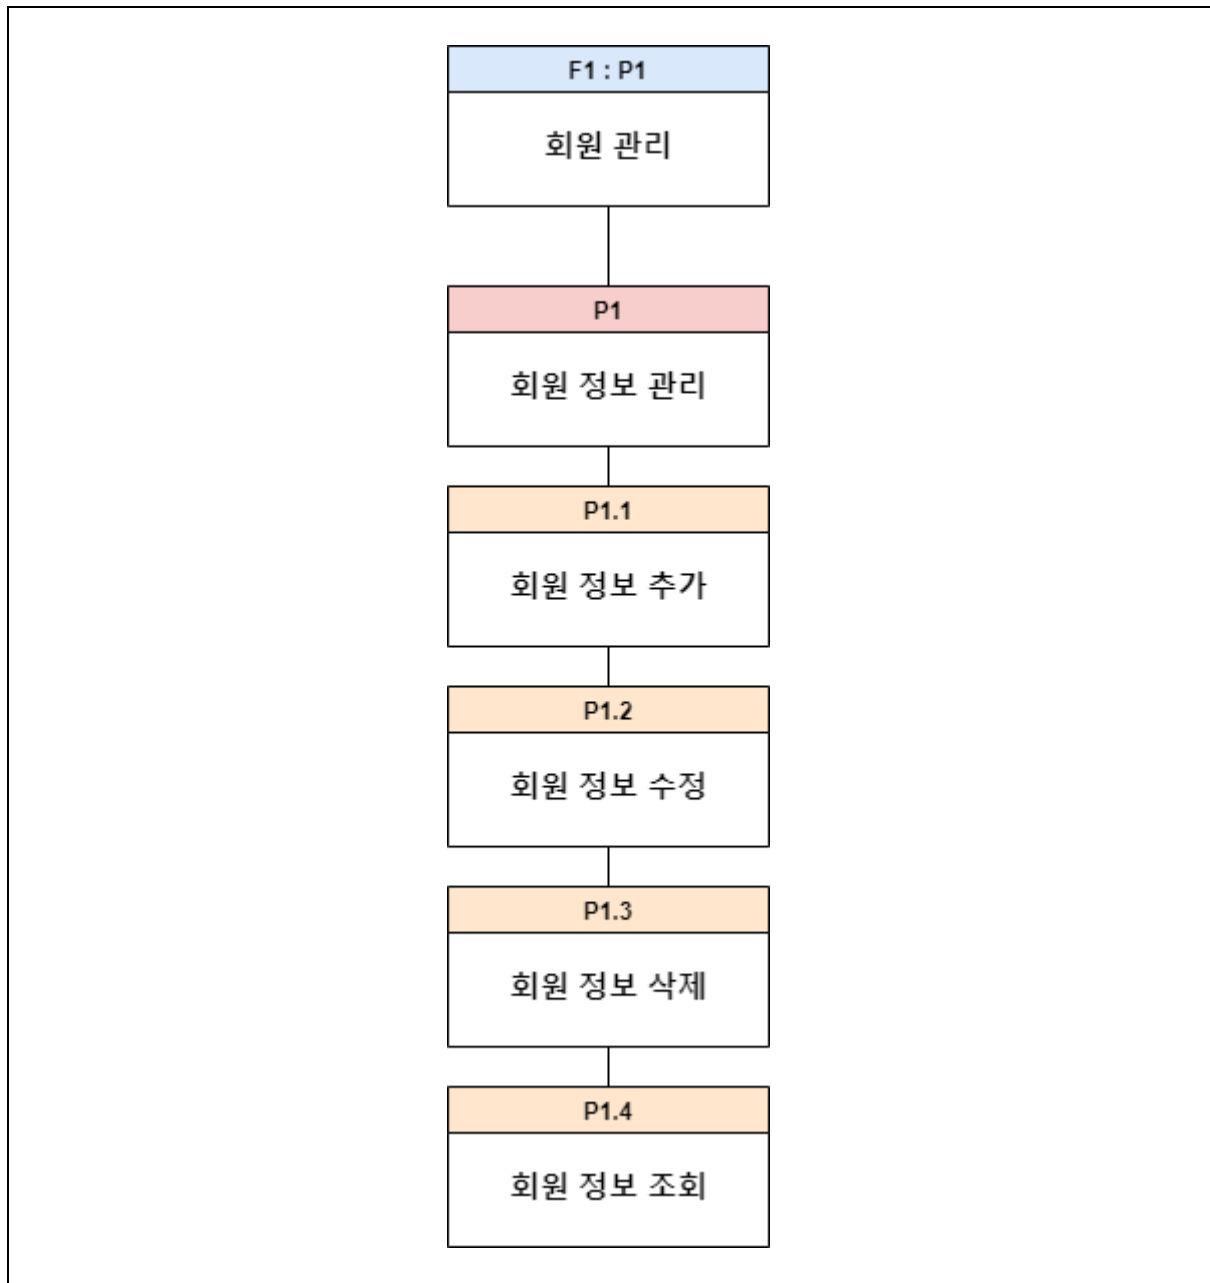 F1 : P1
회원 관리
P1
회원 정보 관리
P1.1
회원 정보 추가
P1.2
회원 정보 수정
P1.3
회원 정보 삭제
P1.4
회원 정보 조회